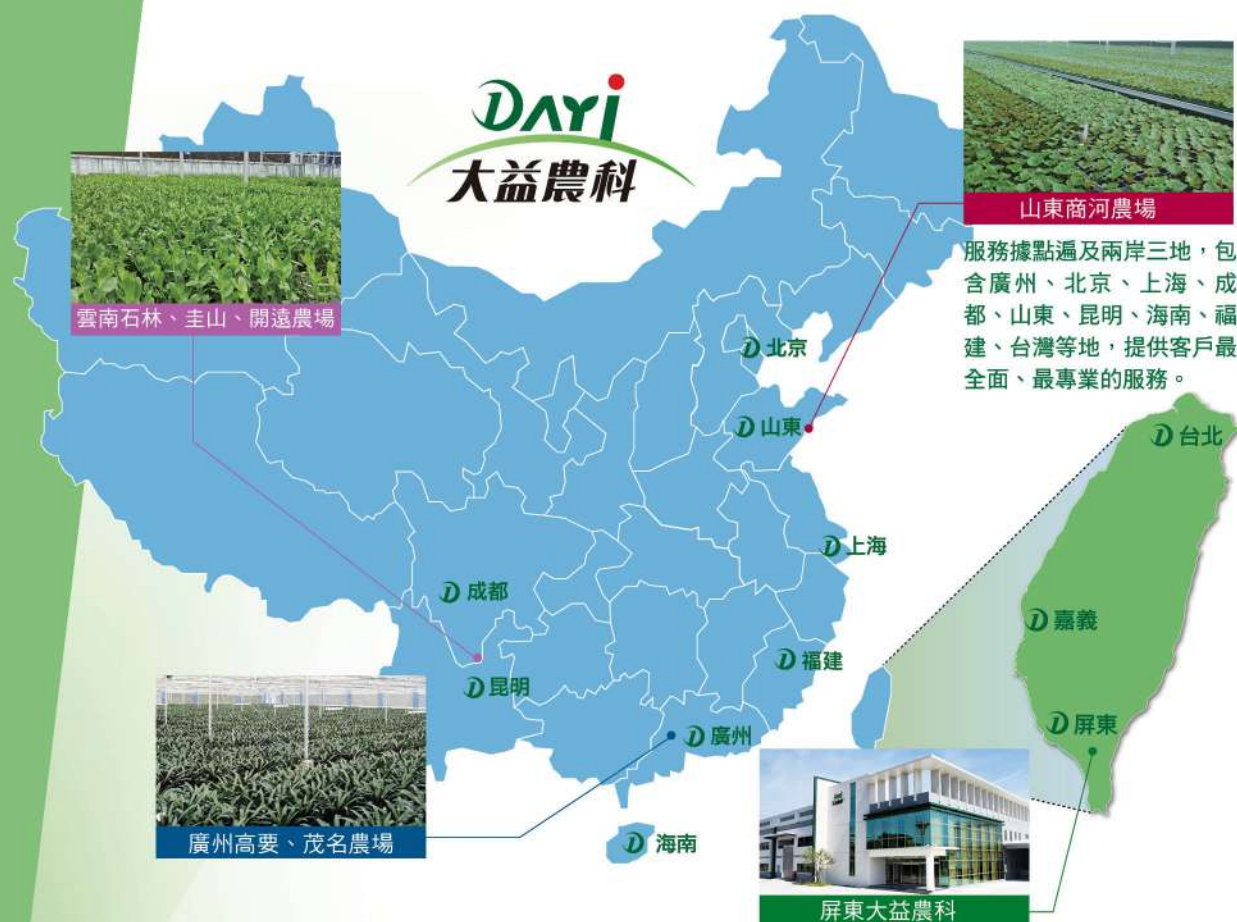 DAYi
大益農科
雲南石林、圭山、開遠農場
山東商河農場
服務據點遍及兩岸三地，包
含廣州、北京、上海、成
都、山東、昆明、海南、福
建、台灣等地，提供客戶最
全面、最專業的服務。
北京
山東
上海
成都
昆明
福建
廣州
海南
台北
嘉義
屏東
廣州高要、茂名農場
DAYi
屏東大益農科